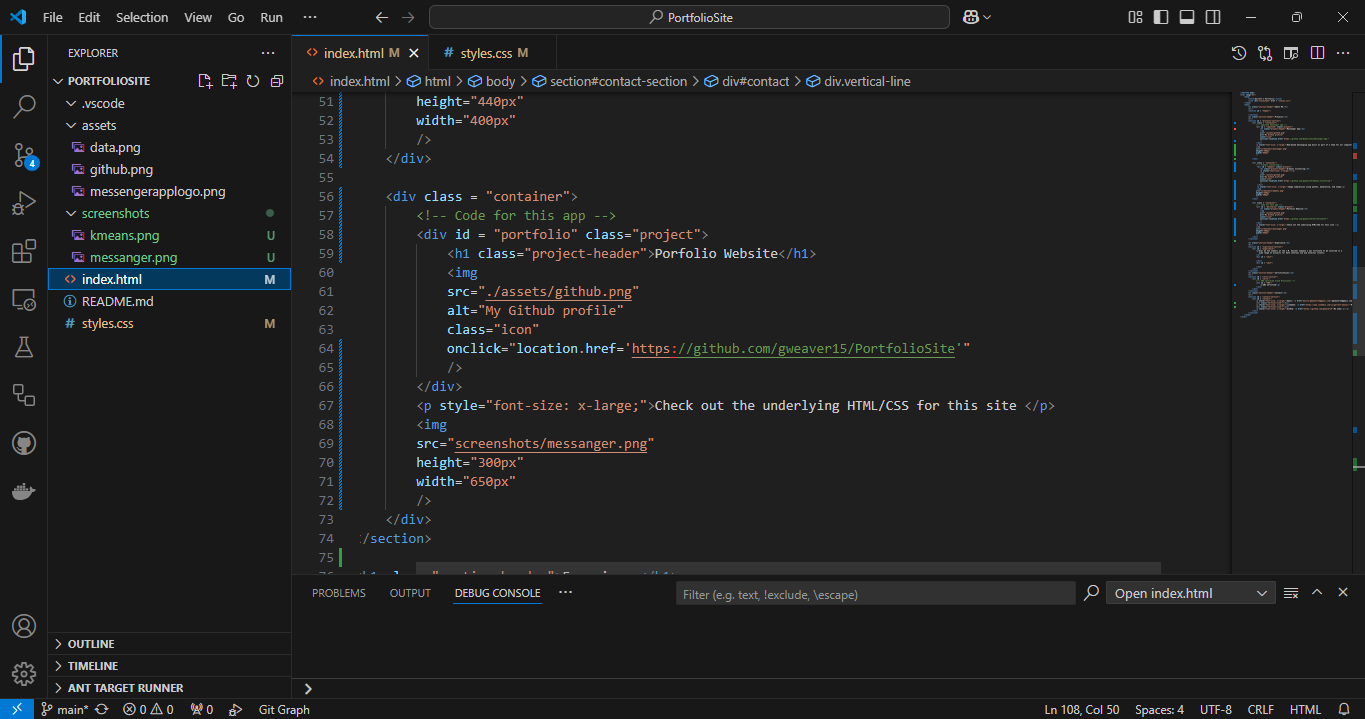 File Edit Selection View Go Run ··· PortfolioSite
EXPLORER ···
PORTFOLIOSITE
.vscode
assets
data.png
github.png
messengerapplogo.png
screenshots
kmeans.png U
messanger.png U
index.html M
README.md
styles.css M
OUTLINE
TIMELINE
ANT TARGET RUNNER
4
index.html M styles.css M
index.html > html > body > section#contact-section > div#contact > div.vertical-line
51 height="440px"
52 width="400px"
53 />
54 </div>
55
56 <div class = "container">
57 <!-- Code for this app -->
58 <div id = "portfolio" class="project">
59 <h1 class="project-header">Porfolio Website</h1>
60 <img
61 src="./assets/github.png"
62 alt="My Github profile"
63 class="icon"
64 onclick="location.href='https://github.com/gweaver15/PortfolioSite'"
65 />
66 </div>
67 <p style="font-size: x-large;">Check out the underlying HTML/CSS for this site </p>
68 <img
69 src="screenshots/messanger.png"
70 height="300px"
71 width="650px"
72 />
73 </div>
74 /section>
75
PROBLEMS OUTPUT DEBUG CONSOLE ··· Filter (e.g. text, !exclude, \escape) Open index.html
main* 0 0 0 Git Graph Ln 108, Col 50 Spaces: 4 UTF-8 CRLF HTML